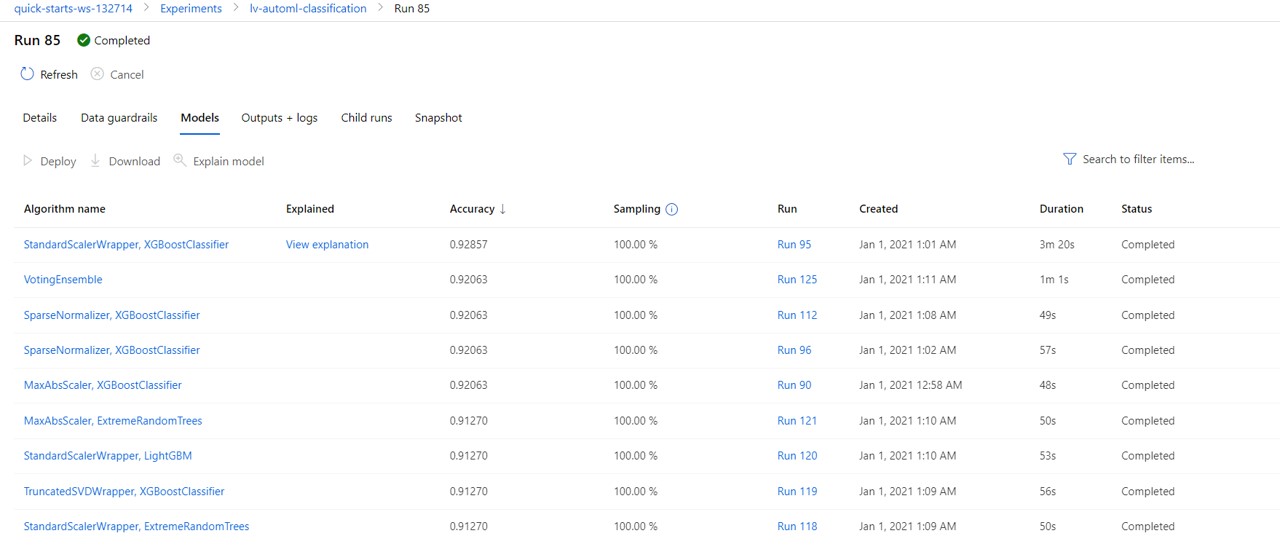 quick-starts-ws-132714 > Experiments > lv-automl-classification > Run 85
Run 85 Completed
Refresh Cancel
Details Data guardrails Models Outputs + logs Child runs Snapshot
Deploy Download Explain model Search to filter items...
Algorithm name Explained Accuracy ↓ Sampling Run Created Duration Status
StandardScalerWrapper, XGBoostClassifier View explanation 0.92857 100.00 % Run 95 Jan 1, 2021 1:01 AM 3m 20s Completed
VotingEnsemble 0.92063 100.00 % Run 125 Jan 1, 2021 1:11 AM 1m 1s Completed
SparseNormalizer, XGBoostClassifier 0.92063 100.00 % Run 112 Jan 1, 2021 1:08 AM 49s Completed
SparseNormalizer, XGBoostClassifier 0.92063 100.00 % Run 96 Jan 1, 2021 1:02 AM 57s Completed
MaxAbsScaler, XGBoostClassifier 0.92063 100.00 % Run 90 Jan 1, 2021 12:58 AM 48s Completed
MaxAbsScaler, ExtremeRandomTrees 0.91270 100.00 % Run 121 Jan 1, 2021 1:10 AM 50s Completed
StandardScalerWrapper, LightGBM 0.91270 100.00 % Run 120 Jan 1, 2021 1:10 AM 53s Completed
TruncatedSVDWrapper, XGBoostClassifier 0.91270 100.00 % Run 119 Jan 1, 2021 1:09 AM 56s Completed
StandardScalerWrapper, ExtremeRandomTrees 0.91270 100.00 % Run 118 Jan 1, 2021 1:09 AM 50s Completed